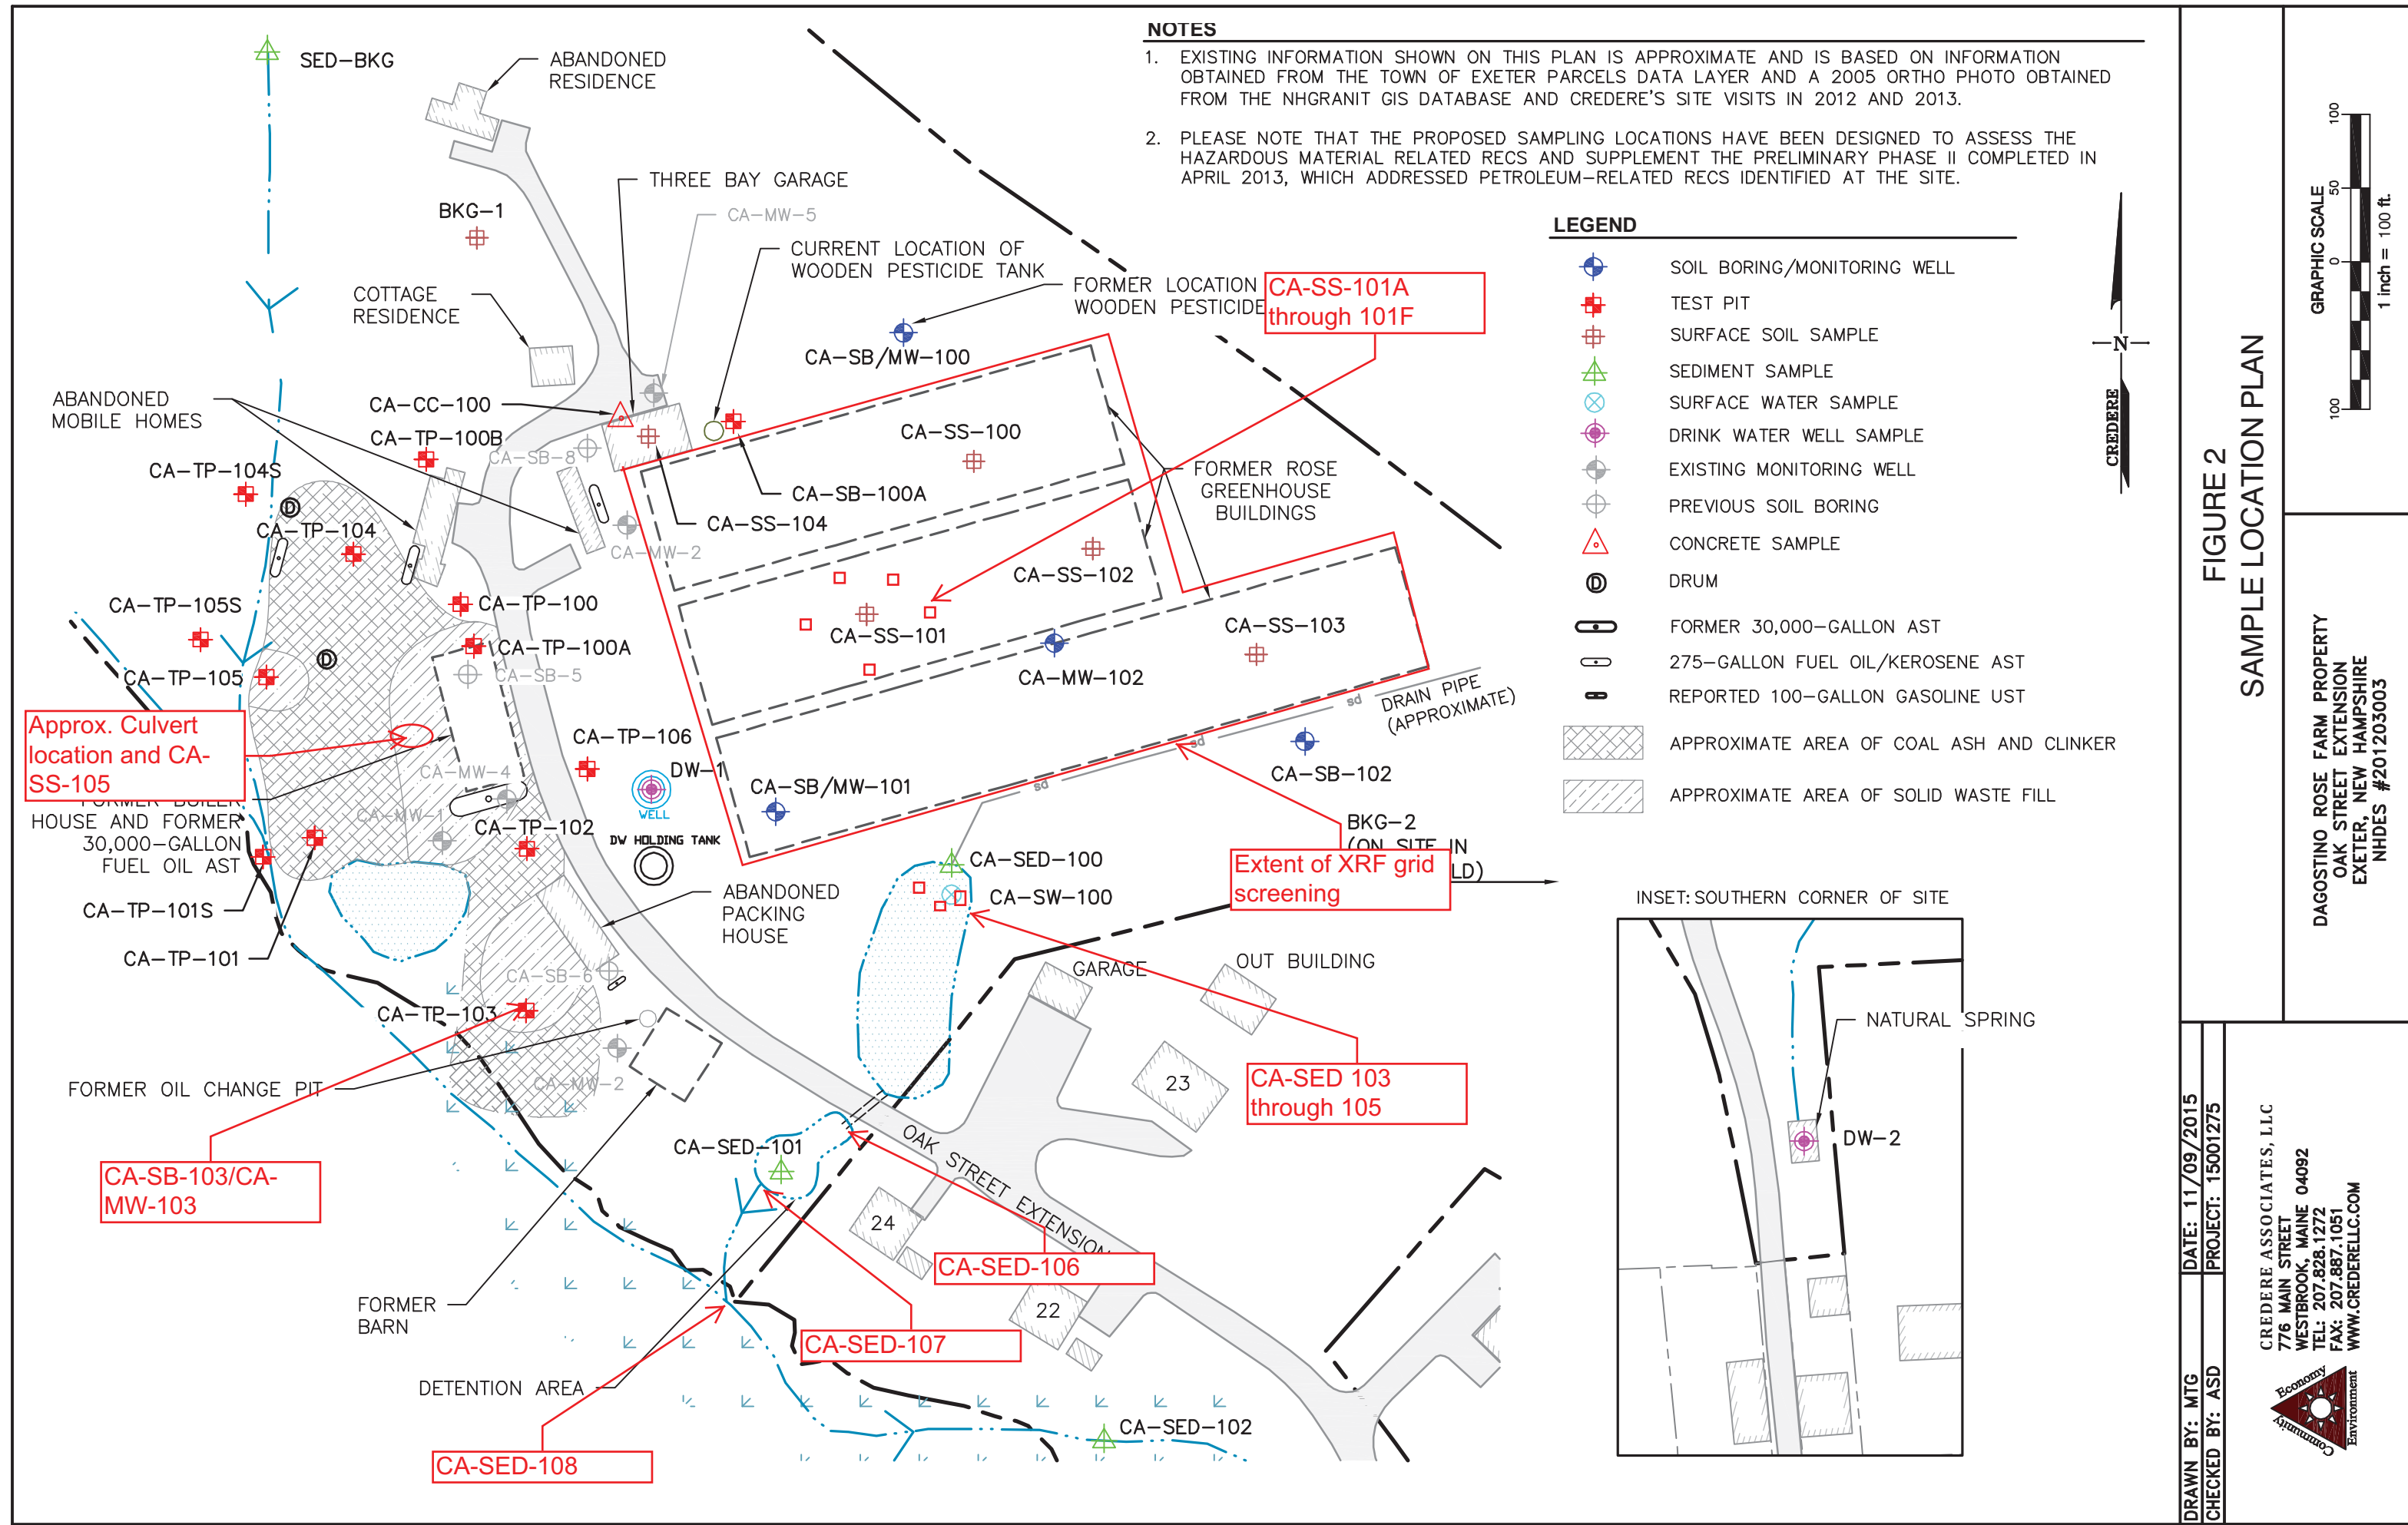 NOTES
1. EXISTING INFORMATION SHOWN ON THIS PLAN IS APPROXIMATE AND IS BASED ON INFORMATION
OBTAINED FROM THE TOWN OF EXETER PARCELS DATA LAYER AND A 2005 ORTHO PHOTO OBTAINED
FROM THE NHGRANIT GIS DATABASE AND CREDERE'S SITE VISITS IN 2012 AND 2013.
2. PLEASE NOTE THAT THE PROPOSED SAMPLING LOCATIONS HAVE BEEN DESIGNED TO ASSESS THE
HAZARDOUS MATERIAL RELATED RECS AND SUPPLEMENT THE PRELIMINARY PHASE II COMPLETED IN
APRIL 2013, WHICH ADDRESSED PETROLEUM-RELATED RECS IDENTIFIED AT THE SITE.
LEGEND
SOIL BORING/MONITORING WELL
TEST PIT
SURFACE SOIL SAMPLE
SEDIMENT SAMPLE
SURFACE WATER SAMPLE
DRINK WATER WELL SAMPLE
EXISTING MONITORING WELL
PREVIOUS SOIL BORING
CONCRETE SAMPLE
D DRUM
FORMER 30,000-GALLON AST
275-GALLON FUEL OIL/KEROSENE AST
REPORTED 100-GALLON GASOLINE UST
APPROXIMATE AREA OF COAL ASH AND CLINKER
APPROXIMATE AREA OF SOLID WASTE FILL
N
CREDERE
SED-BKG
ABANDONED
RESIDENCE
BKG-1
THREE BAY GARAGE
CA-MW-5
CURRENT LOCATION OF
WOODEN PESTICIDE TANK
FORMER LOCATION
WOODEN PESTICIDE
CA-SS-101A
through 101F
COTTAGE
RESIDENCE
CA-SB/MW-100
ABANDONED
MOBILE HOMES
CA-CC-100
CA-TP-100B
CA-SB-8
CA-TP-104S
D
CA-TP-104
CA-SS-100
CA-SB-100A
CA-SS-104
CA-MW-2
FORMER ROSE
GREENHOUSE
BUILDINGS
CA-SS-102
CA-TP-105S
CA-TP-100
CA-TP-100A
CA-SB-5
D
CA-TP-105
CA-SS-101
CA-SS-103
CA-MW-102
sd
sd
sd
DRAIN PIPE
(APPROXIMATE)
Approx. Culvert
location and CA-
SS-105
CA-TP-106
DW-1
WELL
CA-MW-4
CA-MW-1
CA-SB/MW-101
CA-SB-102
FORMER BOILER
HOUSE AND FORMER
30,000-GALLON
FUEL OIL AST
CA-TP-102
DW HOLDING TANK
BKG-2
(ON SITE IN
LD)
Extent of XRF grid
screening
CA-SED-100
CA-SW-100
CA-TP-101S
CA-TP-101
ABANDONED
PACKING
HOUSE
CA-SB-6
CA-TP-103
GARAGE
OUT BUILDING
FORMER OIL CHANGE PIT
CA-MW-2
23
CA-SED 103
through 105
CA-SB-103/CA-
MW-103
CA-SED-101
OAK STREET EXTENSION
24
CA-SED-106
FORMER
BARN
22
CA-SED-107
DETENTION AREA
CA-SED-102
CA-SED-108
INSET: SOUTHERN CORNER OF SITE
NATURAL SPRING
DW-2
GRAPHIC SCALE
100 0 50 100
1 inch = 100 ft.
FIGURE 2
SAMPLE LOCATION PLAN
DAGOSTINO ROSE FARM PROPERTY
OAK STREET EXTENSION
EXETER, NEW HAMPSHIRE
NHDES #201203003
DRAWN BY: MTG
DATE: 11/09/2015
CHECKED BY: ASD
PROJECT: 15001275
CREDERE ASSOCIATES, LLC
776 MAIN STREET
WESTBROOK, MAINE 04092
TEL: 207.828.1272
FAX: 207.887.1051
WWW.CREDERELLC.COM
Economy
Community
Environment